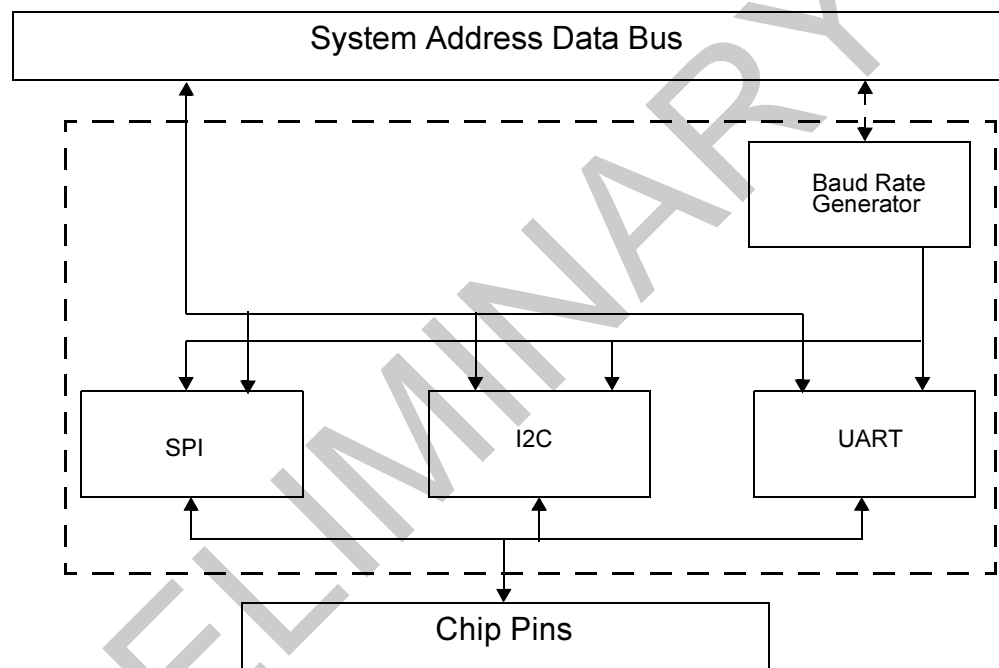 System Address Data Bus
Baud Rate
Generator
SPI
I2C
UART
Chip Pins
ELIMINARY